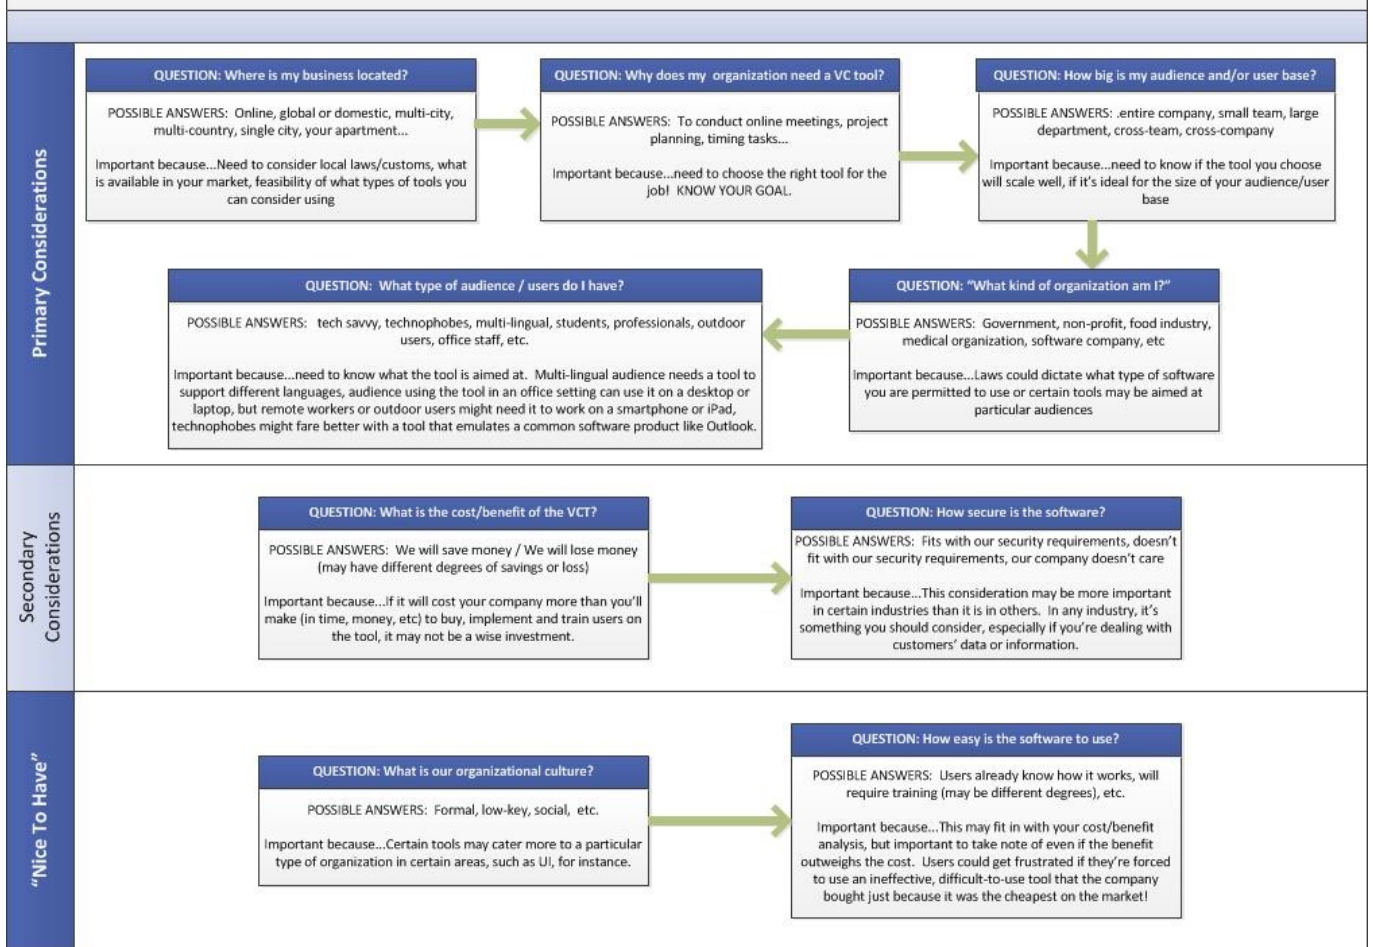 Primary Considerations
QUESTION: Where is my business located?
POSSIBLE ANSWERS: Online, global or domestic, multi-city,
multi-country, single city, your apartment...
Important because...Need to consider local laws/customs, what
is available in your market, feasibility of what types of tools you
can consider using
QUESTION: Why does my organization need a VC tool?
POSSIBLE ANSWERS: To conduct online meetings, project
planning, timing tasks...
Important because...need to choose the right tool for the
job! KNOW YOUR GOAL.
QUESTION: How big is my audience and/or user base?
POSSIBLE ANSWERS: .entire company, small team, large
department, cross-team, cross-company
Important because...need to know if the tool you choose
will scale well, if it's ideal for the size of your audience/user
base
QUESTION: "What kind of organization am I?"
POSSIBLE ANSWERS: Government, non-profit, food industry,
medical organization, software company, etc
Important because...Laws could dictate what type of software
you are permitted to use or certain tools may be aimed at
particular audiences
QUESTION: What type of audience / users do I have?
POSSIBLE ANSWERS: tech savvy, technophobes, multi-lingual, students, professionals, outdoor
users, office staff, etc.
Important because...need to know what the tool is aimed at. Multi-lingual audience needs a tool to
support different languages, audience using the tool in an office setting can use it on a desktop or
laptop, but remote workers or outdoor users might need it to work on a smartphone or iPad,
technophobes might fare better with a tool that emulates a common software product like Outlook.
Secondary
Considerations
QUESTION: What is the cost/benefit of the VCT?
POSSIBLE ANSWERS: We will save money / We will lose money
(may have different degrees of savings or loss)
Important because...If it will cost your company more than you'll
make (in time, money, etc) to buy, implement and train users on
the tool, it may not be a wise investment.
QUESTION: How secure is the software?
POSSIBLE ANSWERS: Fits with our security requirements, doesn't
fit with our security requirements, our company doesn't care
Important because...This consideration may be more important
in certain industries than it is in others. In any industry, it's
something you should consider, especially if you're dealing with
customers' data or information.
"Nice To Have"
QUESTION: What is our organizational culture?
POSSIBLE ANSWERS: Formal, low-key, social, etc.
Important because...Certain tools may cater more to a particular
type of organization in certain areas, such as UI, for instance.
QUESTION: How easy is the software to use?
POSSIBLE ANSWERS: Users already know how it works, will
require training (may be different degrees), etc.
Important because...This may fit in with your cost/benefit
analysis, but important to take note of even if the benefit
outweighs the cost. Users could get frustrated if they're forced
to use an ineffective, difficult-to-use tool that the company
bought just because it was the cheapest on the market!